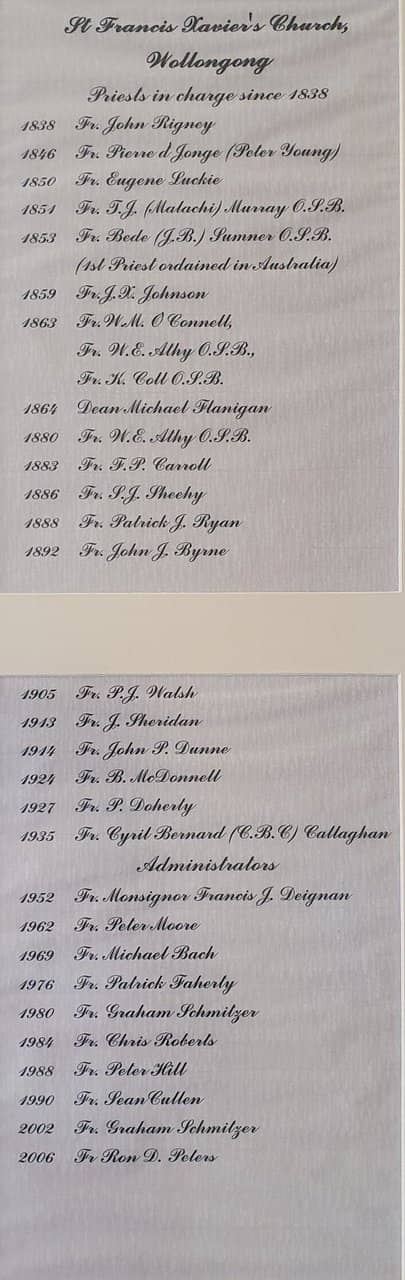 St Francis Xavier's Church,
Wollongong
Priests in charge since 1838
1838 Fr. John Rigney
1846 Fr. Pierre d'Jonge (Peter Young)
1850 Fr. Eugene Luckie
1851 Fr. T.J. (Malachi) Murray O.S.B.
1853 Fr. Bede (J.B.) Sumner O.S.B.
(1st Priest ordained in Australia)
1859 Fr.J.X. Johnson
1863 Fr.W.M. O'Connell,
Fr. W.E. Athy O.S.B.,
Fr. K. Coll O.S.B.
1864 Dean Michael Flanigan
1880 Fr. W.E. Athy O.S.B.
1883 Fr. F.P. Carroll
1886 Fr. S.J. Sheehy
1888 Fr. Patrick J. Ryan
1892 Fr. John J. Byrne
1905 Fr. P.J. Walsh
1913 Fr. J. Sheridan
1914 Fr. John P. Dunne
1924 Fr. B. McDonnell
1927 Fr. P. Doherty
1935 Fr. Cyril Bernard (C.B.C) Callaghan
Administrators
1952 Fr. Monsignor Francis J. Deignan
1962 Fr. Peter Moore
1969 Fr. Michael Bach
1976 Fr. Patrick Faherty
1980 Fr. Graham Schmitzer
1984 Fr. Chris Roberts
1988 Fr. Peter Hill
1990 Fr. Sean Cullen
2002 Fr. Graham Schmitzer
2006 Fr Ron D. Peters